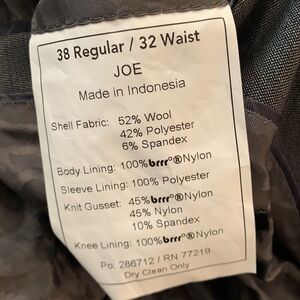 38 Regular / 32 Waist
JOE
Made in Indonesia
Shell Fabric: 52% Wool
42% Polyester
6% Spandex
Body Lining: 100%brrr°®Nylon
Sleeve Lining: 100% Polyester
Knit Gusset: 45%brrr°®Nylon
45% Nylon
10% Spandex
Knee Lining: 100%brrr°®Nylon
Po: 286712 / RN 77219
Dry Clean Only